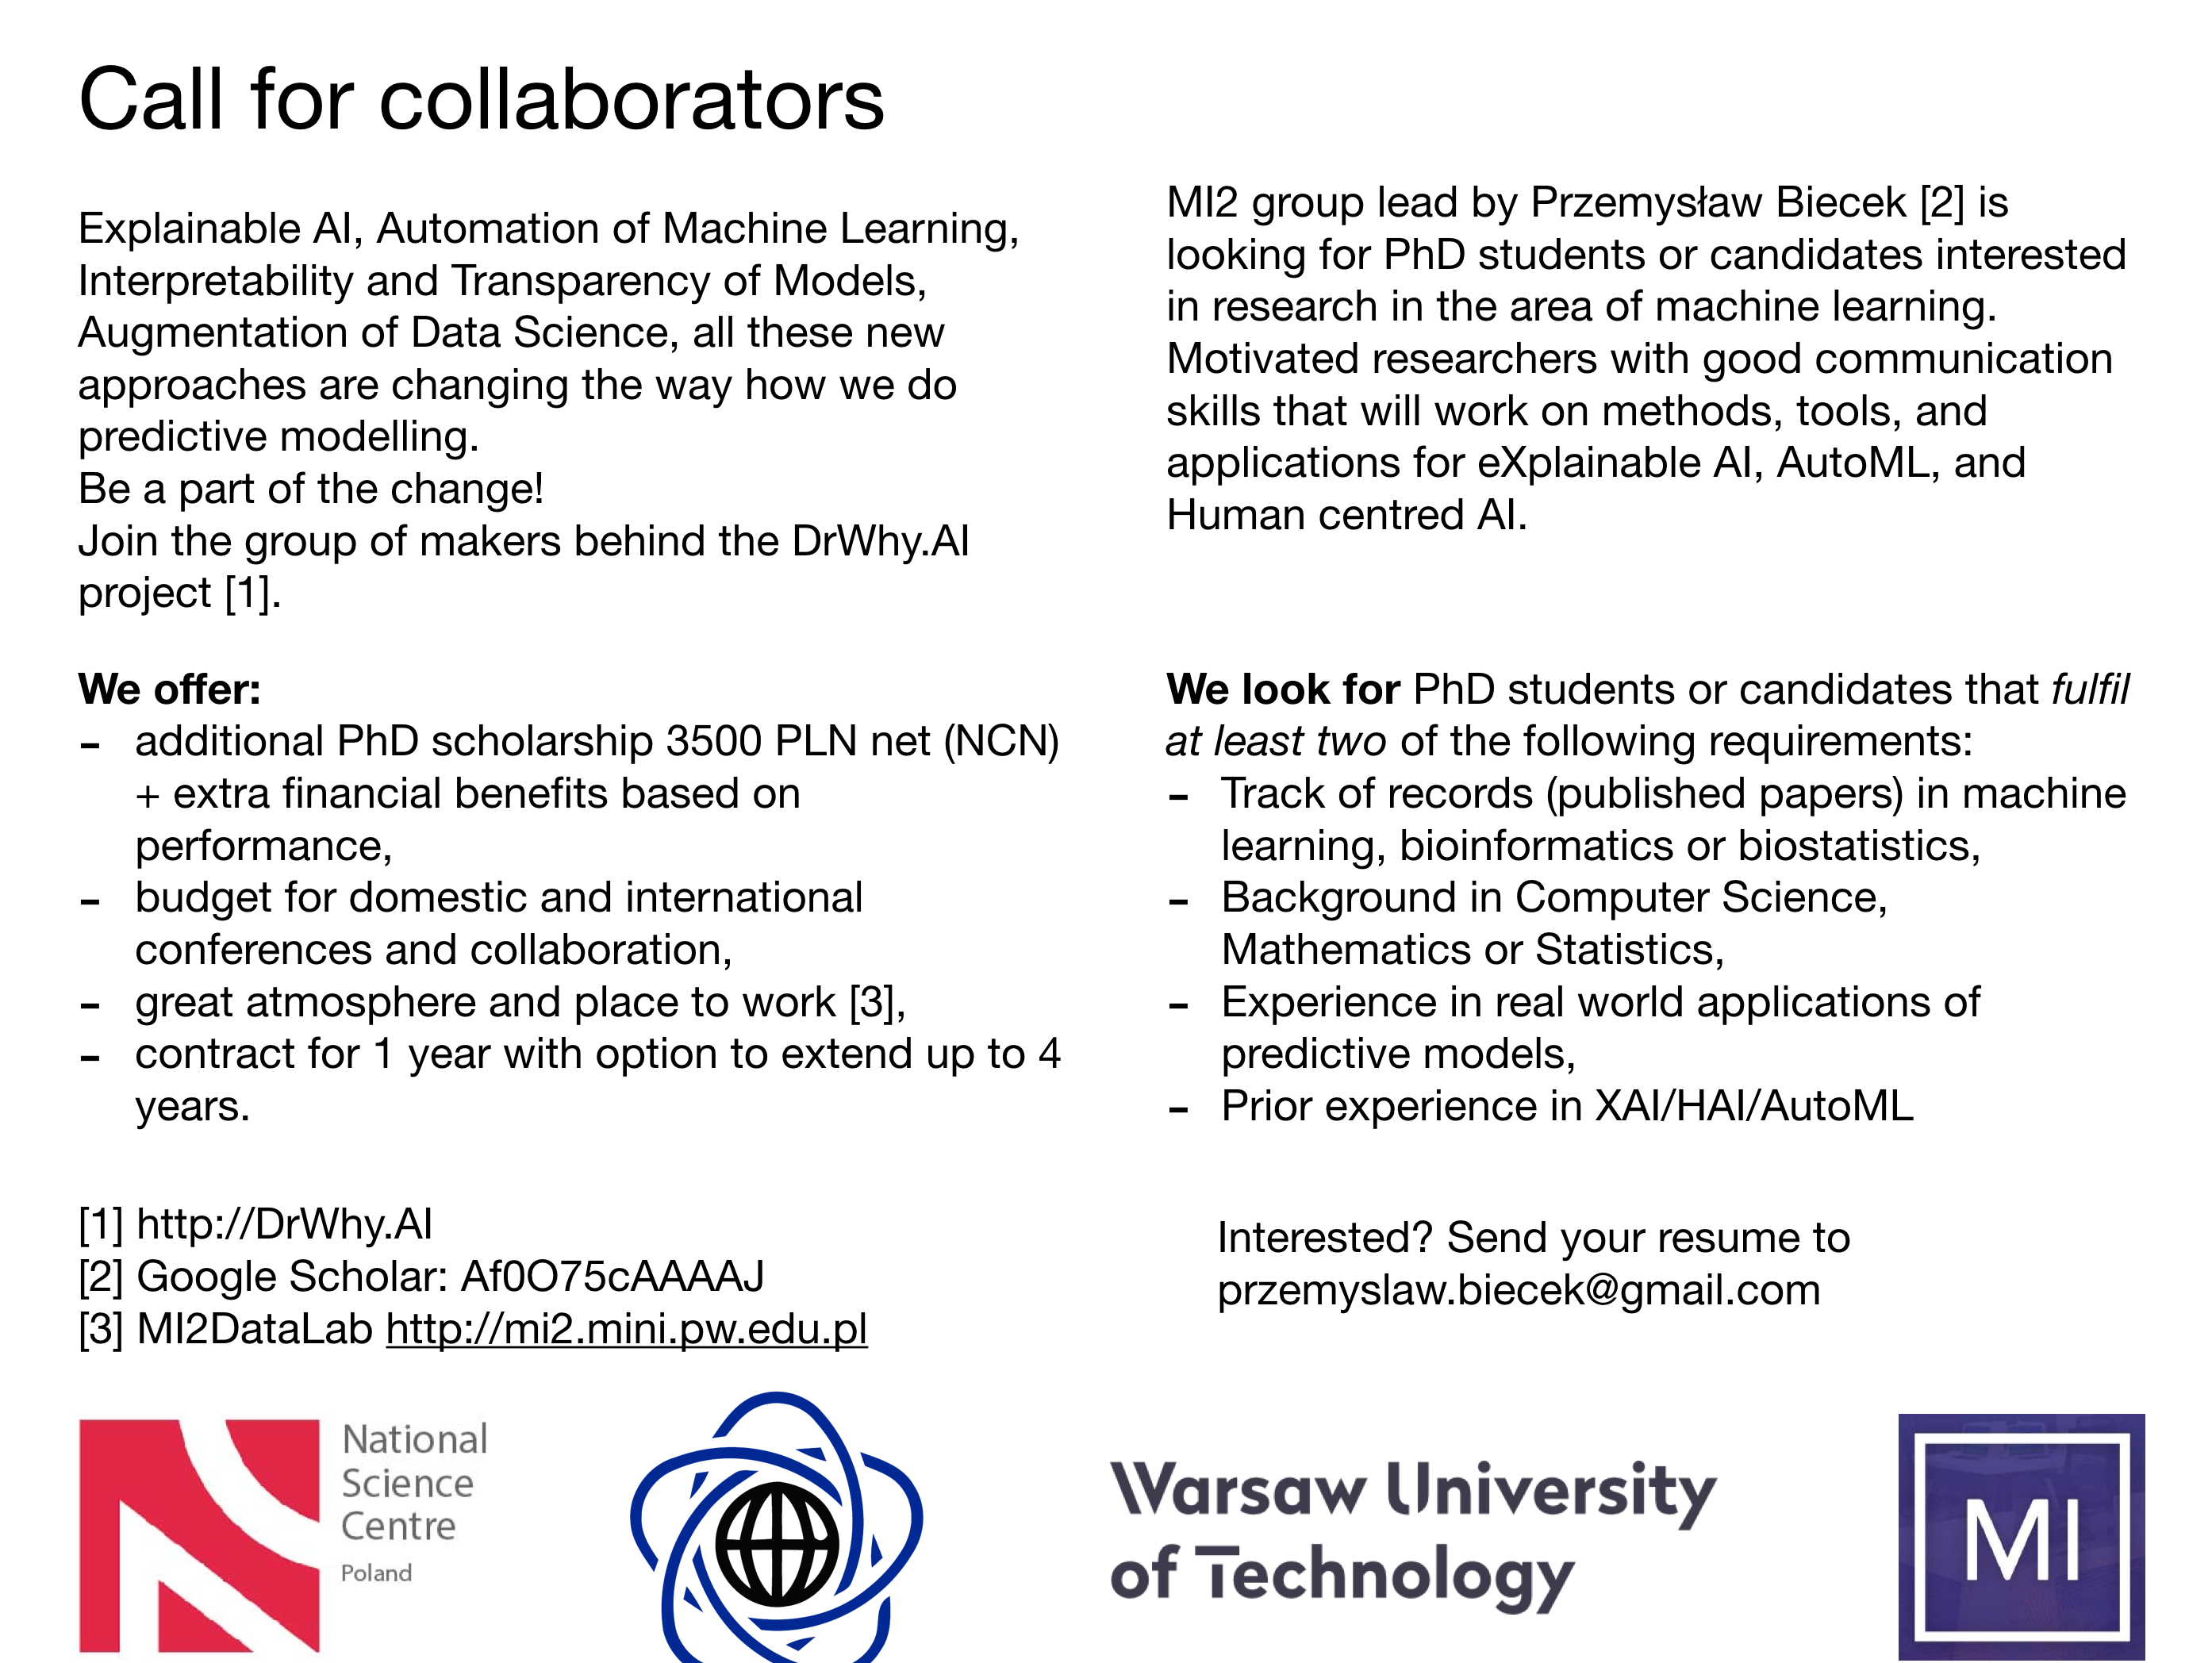 Call for collaborators
Explainable AI, Automation of Machine Learning,
Interpretability and Transparency of Models,
Augmentation of Data Science, all these new
approaches are changing the way how we do
predictive modelling.
Be a part of the change!
Join the group of makers behind the DrWhy.AI
project [1].
MI2 group lead by Przemysław Biecek [2] is
looking for PhD students or candidates interested
in research in the area of machine learning.
Motivated researchers with good communication
skills that will work on methods, tools, and
applications for eXplainable AI, AutoML, and
Human centred AI.
We offer:
- additional PhD scholarship 3500 PLN net (NCN)
+ extra financial benefits based on
performance,
- budget for domestic and international
conferences and collaboration,
- great atmosphere and place to work [3],
- contract for 1 year with option to extend up to 4
years.
We look for PhD students or candidates that fulfil
at least two of the following requirements:
- Track of records (published papers) in machine
learning, bioinformatics or biostatistics,
- Background in Computer Science,
Mathematics or Statistics,
- Experience in real world applications of
predictive models,
- Prior experience in XAI/HAI/AutoML
[1] http://DrWhy.AI
[2] Google Scholar: Af0O75cAAAAJ
[3] MI2DataLab http://mi2.mini.pw.edu.pl
Interested? Send your resume to
przemyslaw.biecek@gmail.com
National
Science
Centre
Poland
Warsaw University
of Technology
MI